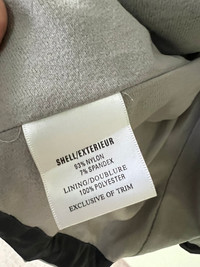 SHELL/EXTERIEUR
93% NYLON
7% SPANDEX
LINING/DOUBLURE
100% POLYESTER
EXCLUSIVE OF TRIM